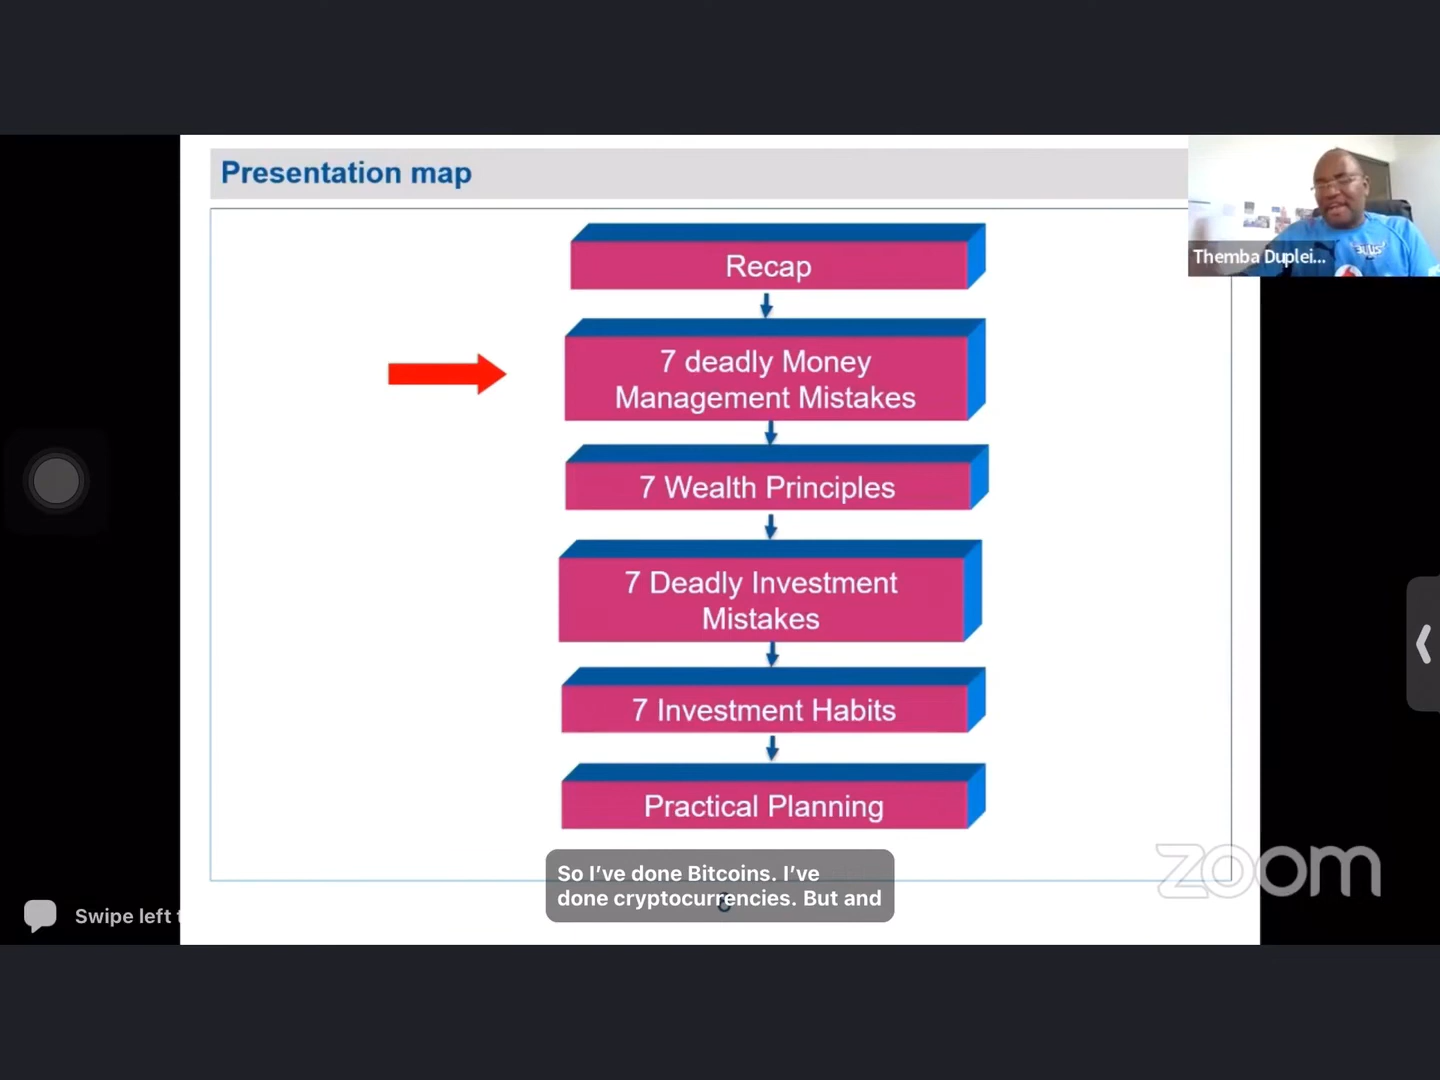 Presentation map
Recap
7 deadly Money
Management Mistakes
7 Wealth Principles
7 Deadly Investment
Mistakes
7 Investment Habits
Practical Planning
Themba Duplei...
BULLS
So I've done Bitcoins. I've
done cryptocurrencies. But and
zoom
Swipe left